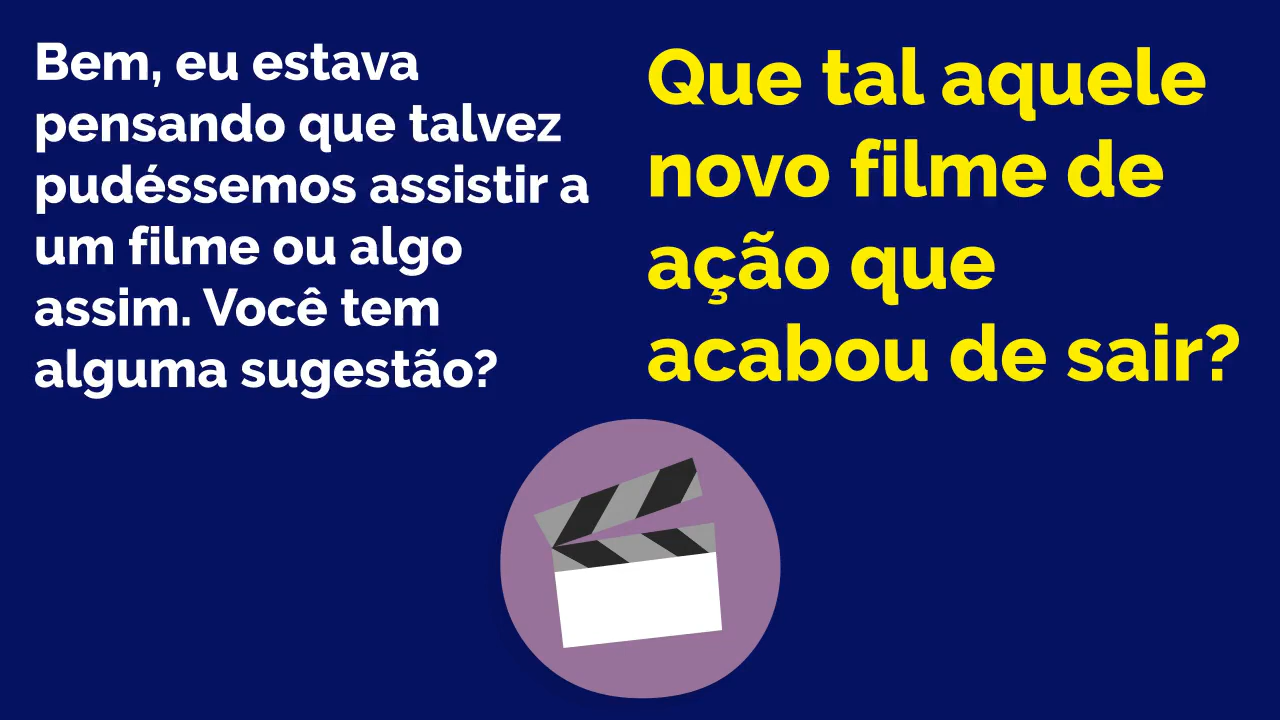 Bem, eu estava
pensando que talvez
pudéssemos assistir a
um filme ou algo
assim. Você tem
alguma sugestão?
Que tal aquele
novo filme de
ação que
acabou de sair?